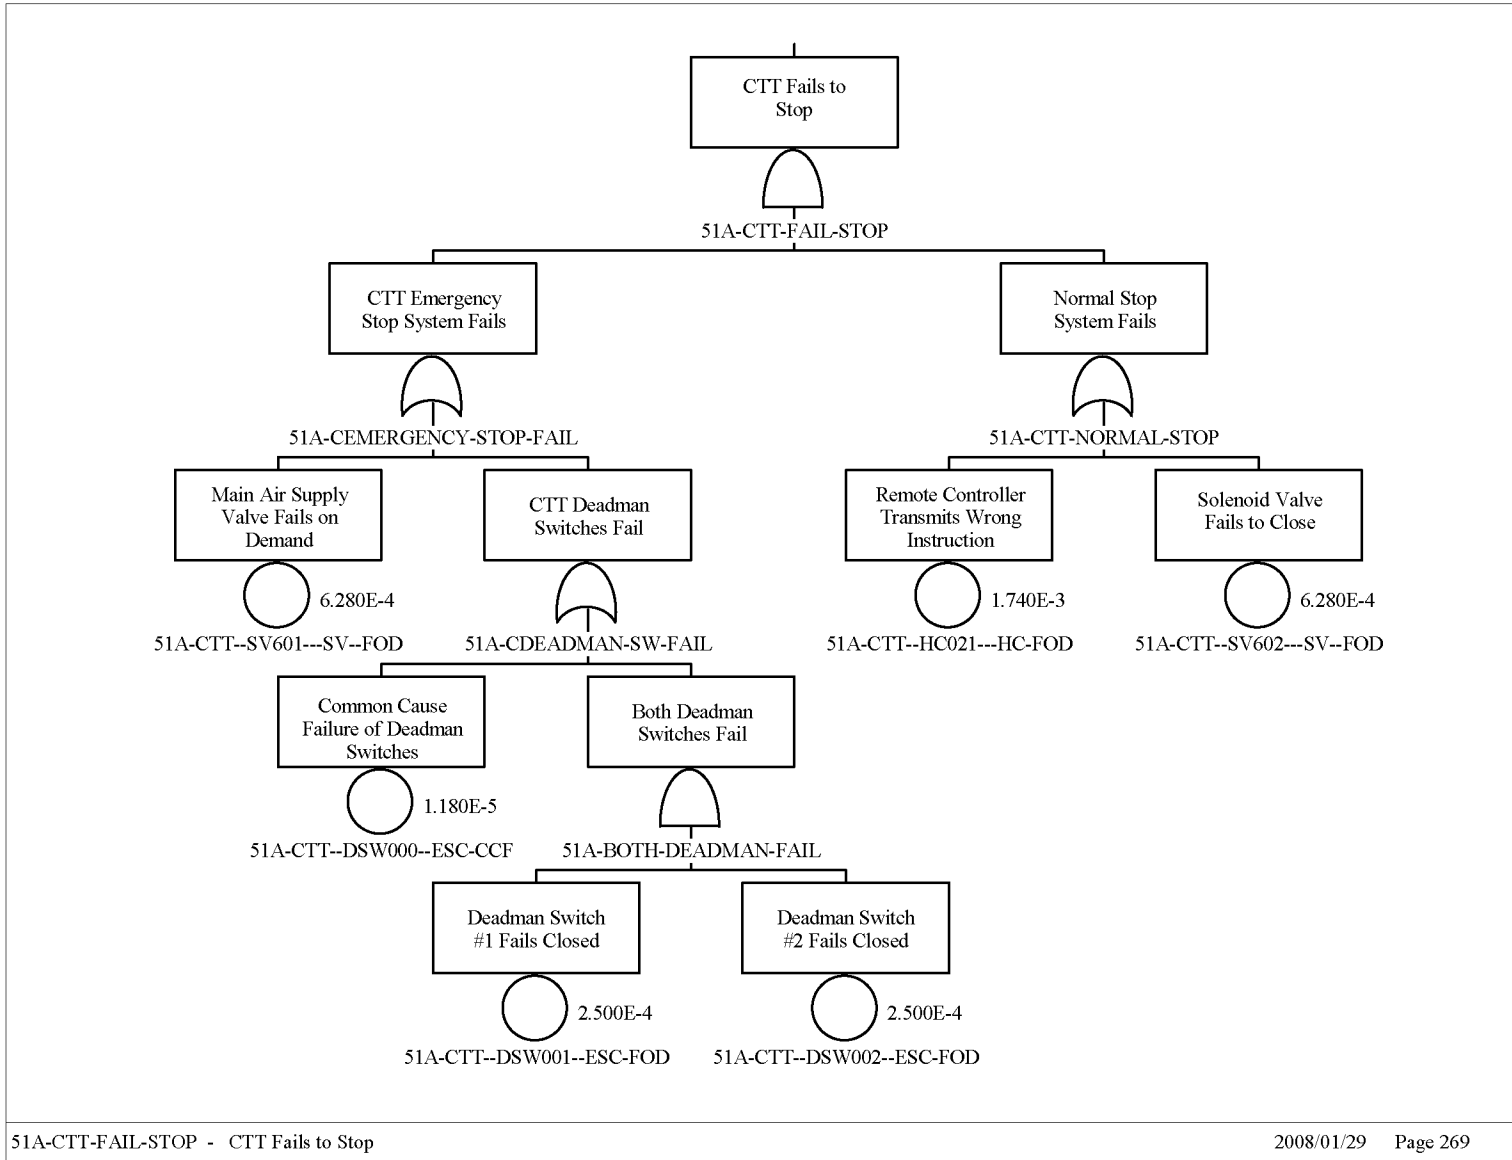 CTT Fails to
Stop
51A-CTT-FAIL-STOP
CTT Emergency
Stop System Fails
Normal Stop
System Fails
51A-CEMERGENCY-STOP-FAIL
51A-CTT-NORMAL-STOP
Main Air Supply
Valve Fails on
Demand
CTT Deadman
Switches Fail
Remote Controller
Transmits Wrong
Instruction
Solenoid Valve
Fails to Close
6.280E-4
1.740E-3
6.280E-4
51A-CTT--SV601---SV--FOD
51A-CDEADMAN-SW-FAIL
51A-CTT--HC021---HC-FOD
51A-CTT--SV602---SV--FOD
Common Cause
Failure of Deadman
Switches
Both Deadman
Switches Fail
1.180E-5
51A-CTT--DSW000--ESC-CCF
51A-BOTH-DEADMAN-FAIL
Deadman Switch
#1 Fails Closed
Deadman Switch
#2 Fails Closed
2.500E-4
2.500E-4
51A-CTT--DSW001--ESC-FOD
51A-CTT--DSW002--ESC-FOD
51A-CTT-FAIL-STOP - CTT Fails to Stop
2008/01/29 Page 269